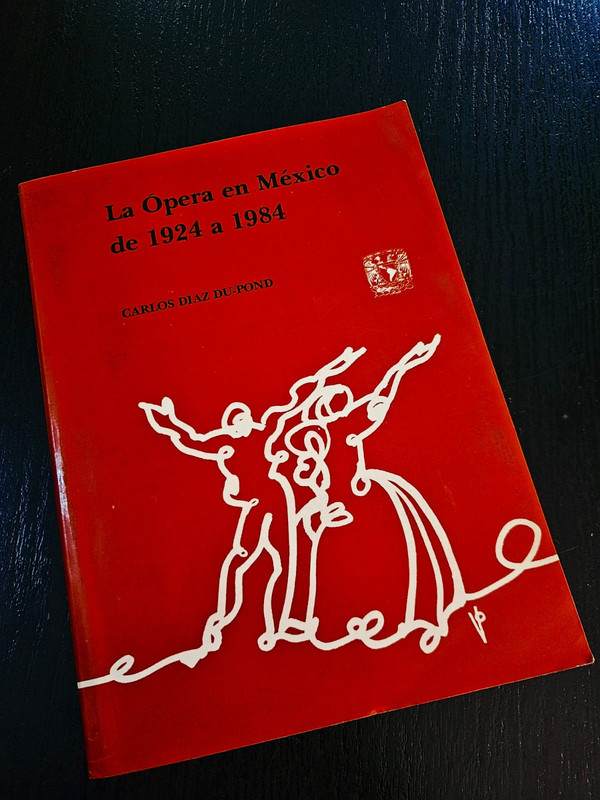 La Ópera en México
de 1924 a 1984
CARLOS DIAZ DU-POND